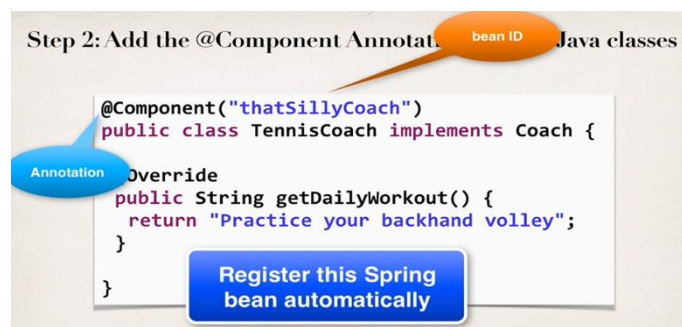 Step 2: Add the @Component Annotat Java classes
bean ID
@Component("thatSillyCoach")
public class TennisCoach implements Coach {
Annotation
Override
public String getDailyWorkout() {
return "Practice your backhand volley";
}
Register this Spring
bean automatically
}